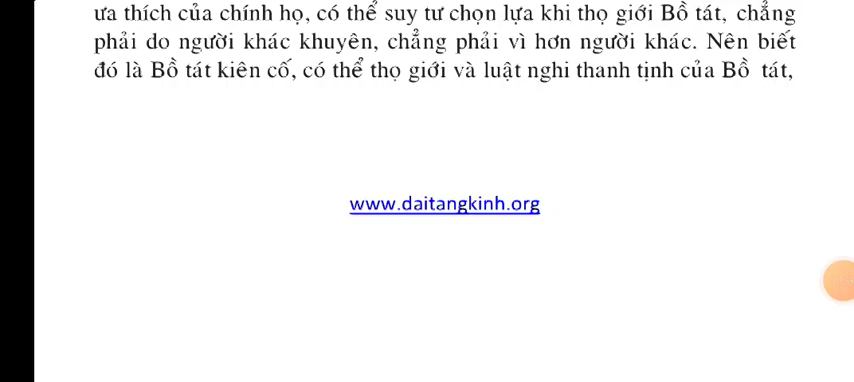 ưa thích của chính họ, có thể suy tư chọn lựa khi thọ giới Bồ tát, chẳng
phải do người khác khuyên, chẳng phải vì hơn người khác. Nên biết
đó là Bồ tát kiên cố, có thể thọ giới và luật nghi thanh tịnh của Bồ tát,
www.daitangkinh.org